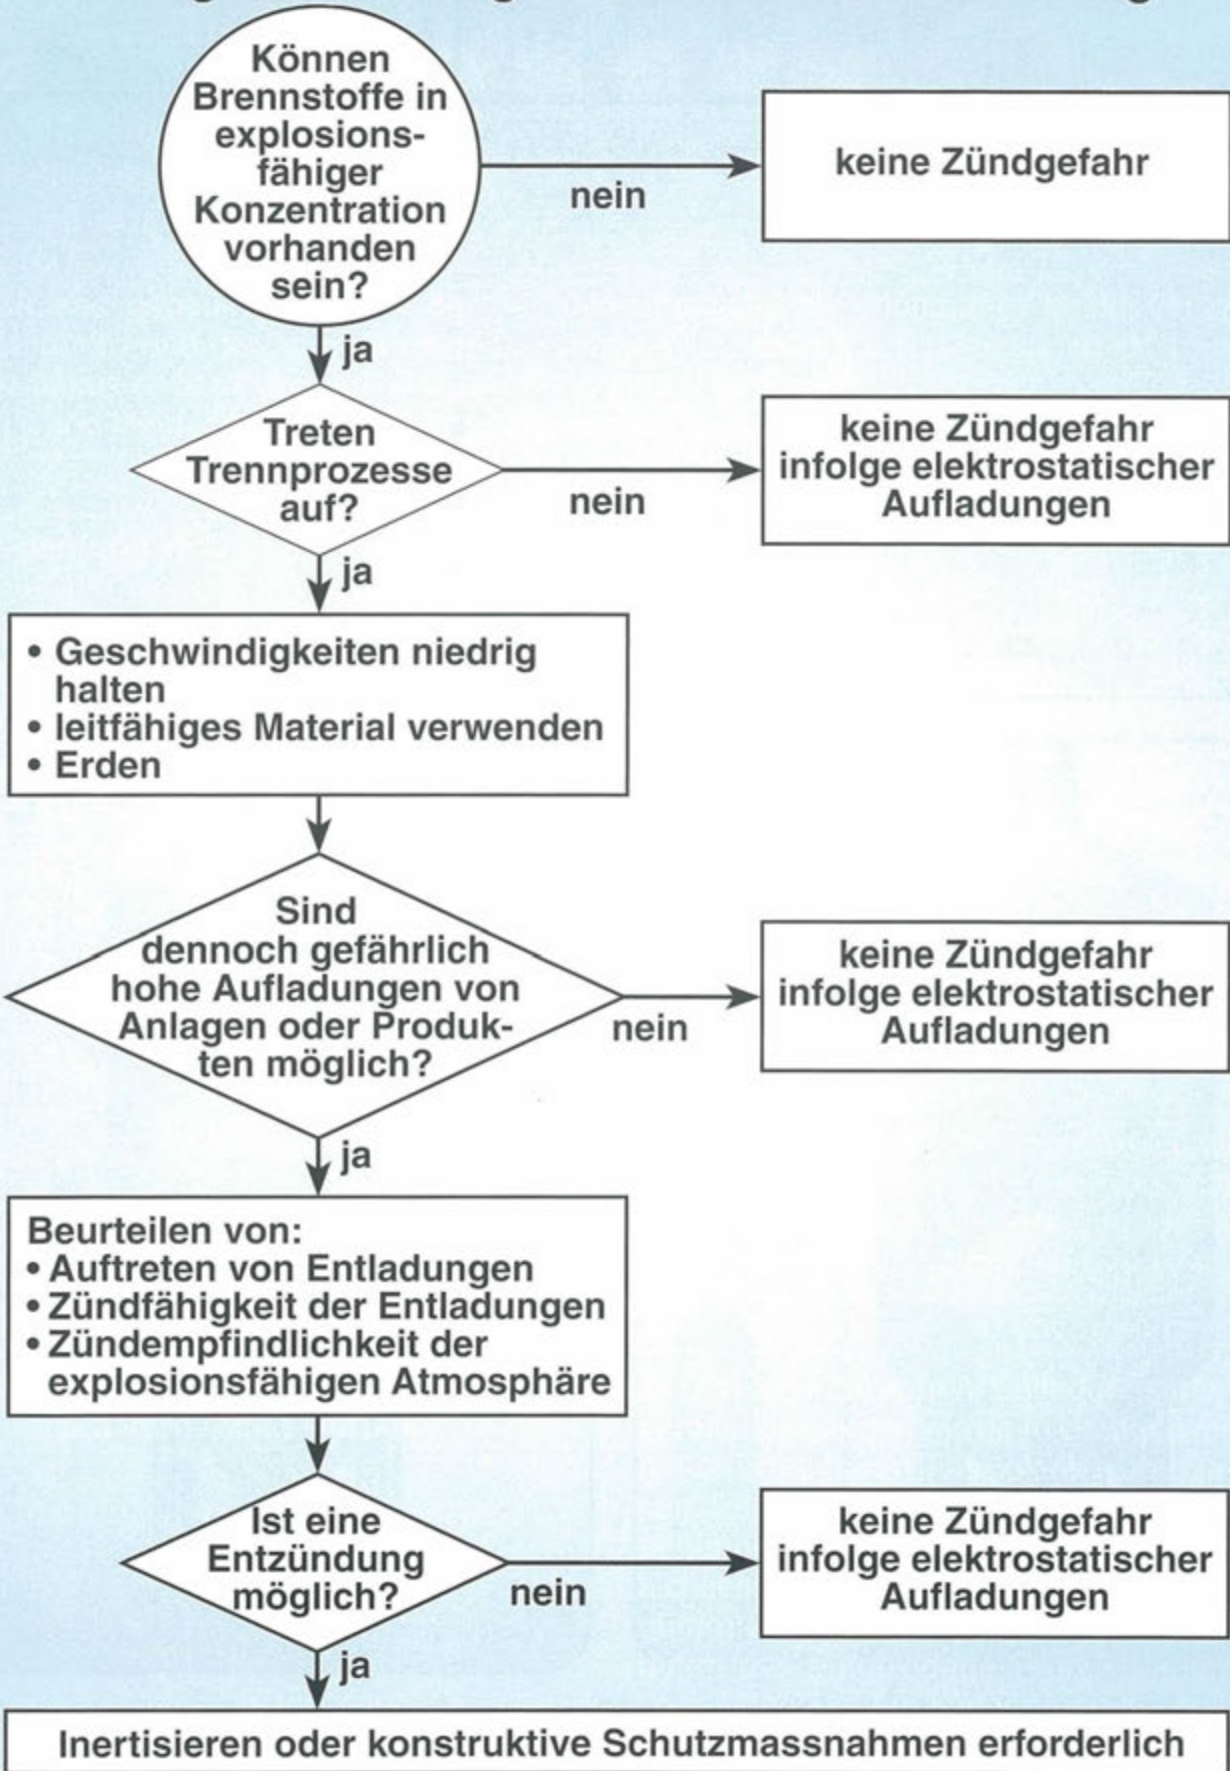 Können
Brennstoffe in
explosions-
fähiger
Konzentration
vorhanden
sein?
nein
keine Zündgefahr
ja
Treten
Trennprozesse
auf?
nein
keine Zündgefahr
infolge elektrostatischer
Aufladungen
ja
• Geschwindigkeiten niedrig
halten
• leitfähiges Material verwenden
• Erden
Sind
dennoch gefährlich
hohe Aufladungen von
Anlagen oder Produk-
ten möglich?
nein
keine Zündgefahr
infolge elektrostatischer
Aufladungen
ja
Beurteilen von:
• Auftreten von Entladungen
• Zündfähigkeit der Entladungen
• Zündempfindlichkeit der
explosionsfähigen Atmosphäre
Ist eine
Entzündung
möglich?
nein
keine Zündgefahr
infolge elektrostatischer
Aufladungen
ja
Inertisieren oder konstruktive Schutzmassnahmen erforderlich